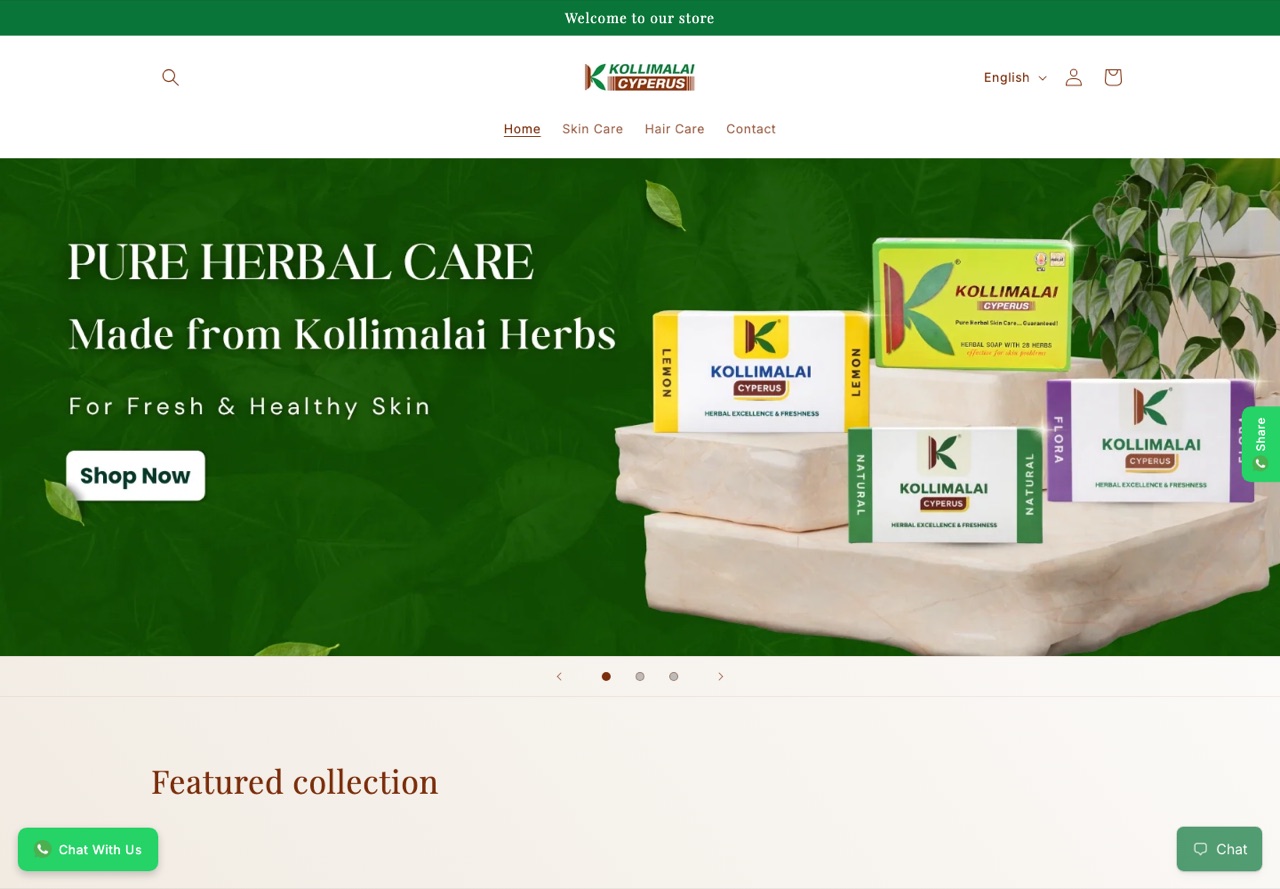 Welcome to our store
KOLLIMALAI
CYPERUS
English
Home
Skin Care
Hair Care
Contact
PURE HERBAL CARE
Made from Kollimalai Herbs
For Fresh & Healthy Skin
Shop Now
KOLLIMALAI
CYPERUS
Pure Herbal Skin Care... Guaranteed!
HERBAL SOAP WITH 28 HERBS
effective for skin problems
LEMON
KOLLIMALAI
CYPERUS
HERBAL EXCELLENCE & FRESHNESS
LEMON
NATURAL
KOLLIMALAI
CYPERUS
HERBAL EXCELLENCE & FRESHNESS
NATURAL
FLORA
KOLLIMALAI
CYPERUS
HERBAL EXCELLENCE & FRESHNESS
FLORA
Share
Featured collection
Chat With Us
Chat